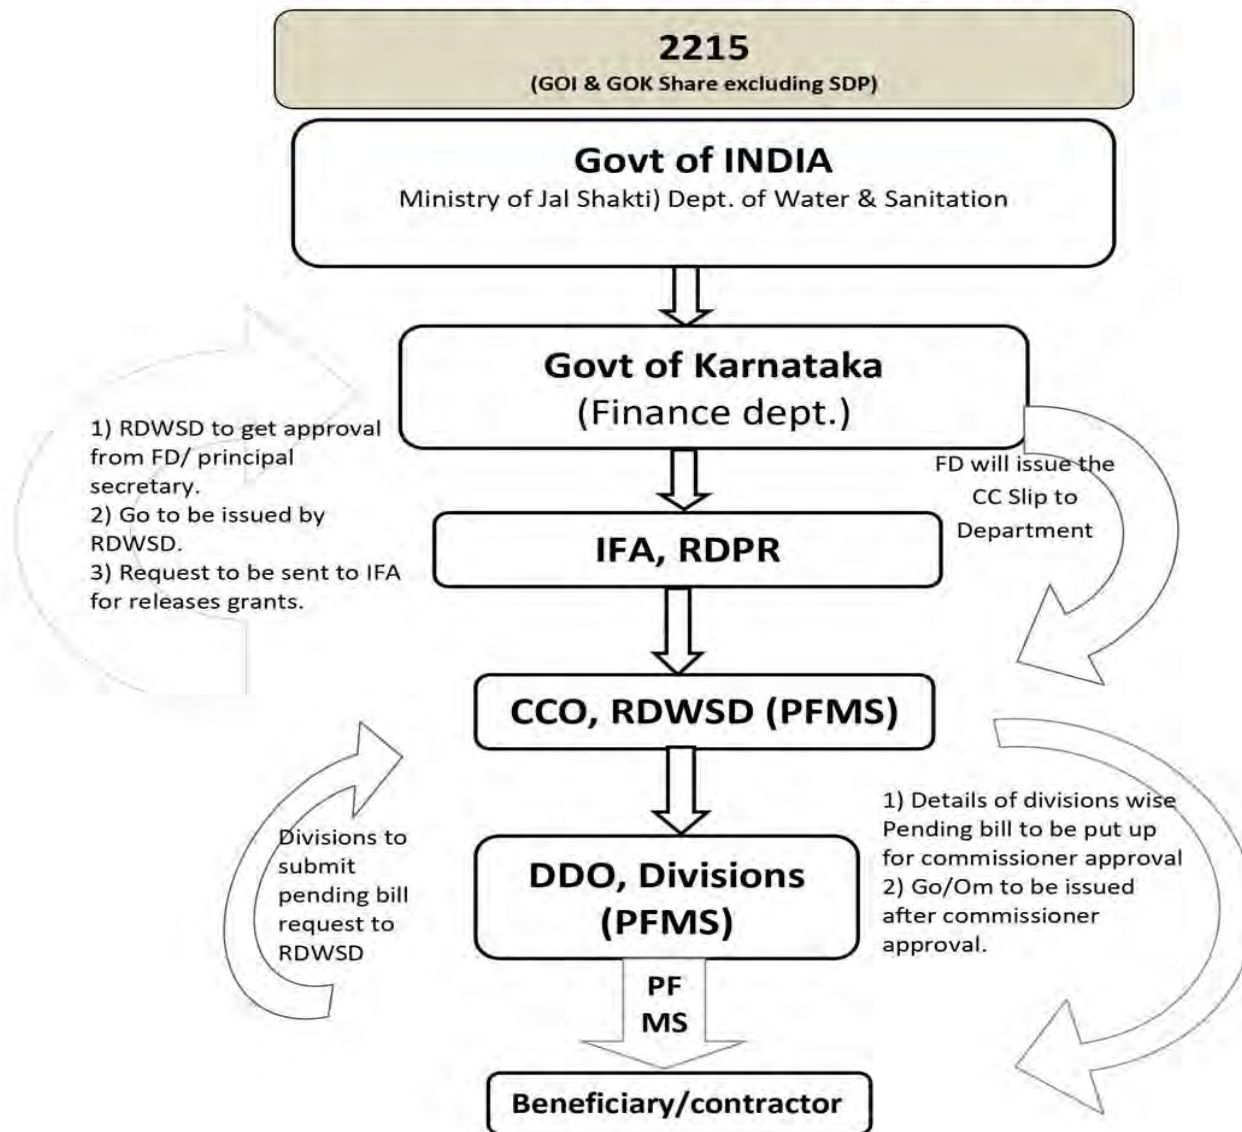 2215
(GOI & GOK Share excluding SDP)
Govt of INDIA
Ministry of Jal Shakti) Dept. of Water & Sanitation
Govt of Karnataka
(Finance dept.)
1) RDWSD to get approval
from FD/ principal
secretary.
2) Go to be issued by
RDWSD.
3) Request to be sent to IFA
for releases grants.
FD will issue the
CC Slip to
Department
IFA, RDPR
CCO, RDWSD (PFMS)
Divisions to
submit
pending bill
request to
RDWSD
1) Details of divisions wise
Pending bill to be put up
for commissioner approval
2) Go/Om to be issued
after commissioner
approval.
DDO, Divisions
(PFMS)
PF
MS
Beneficiary/contractor